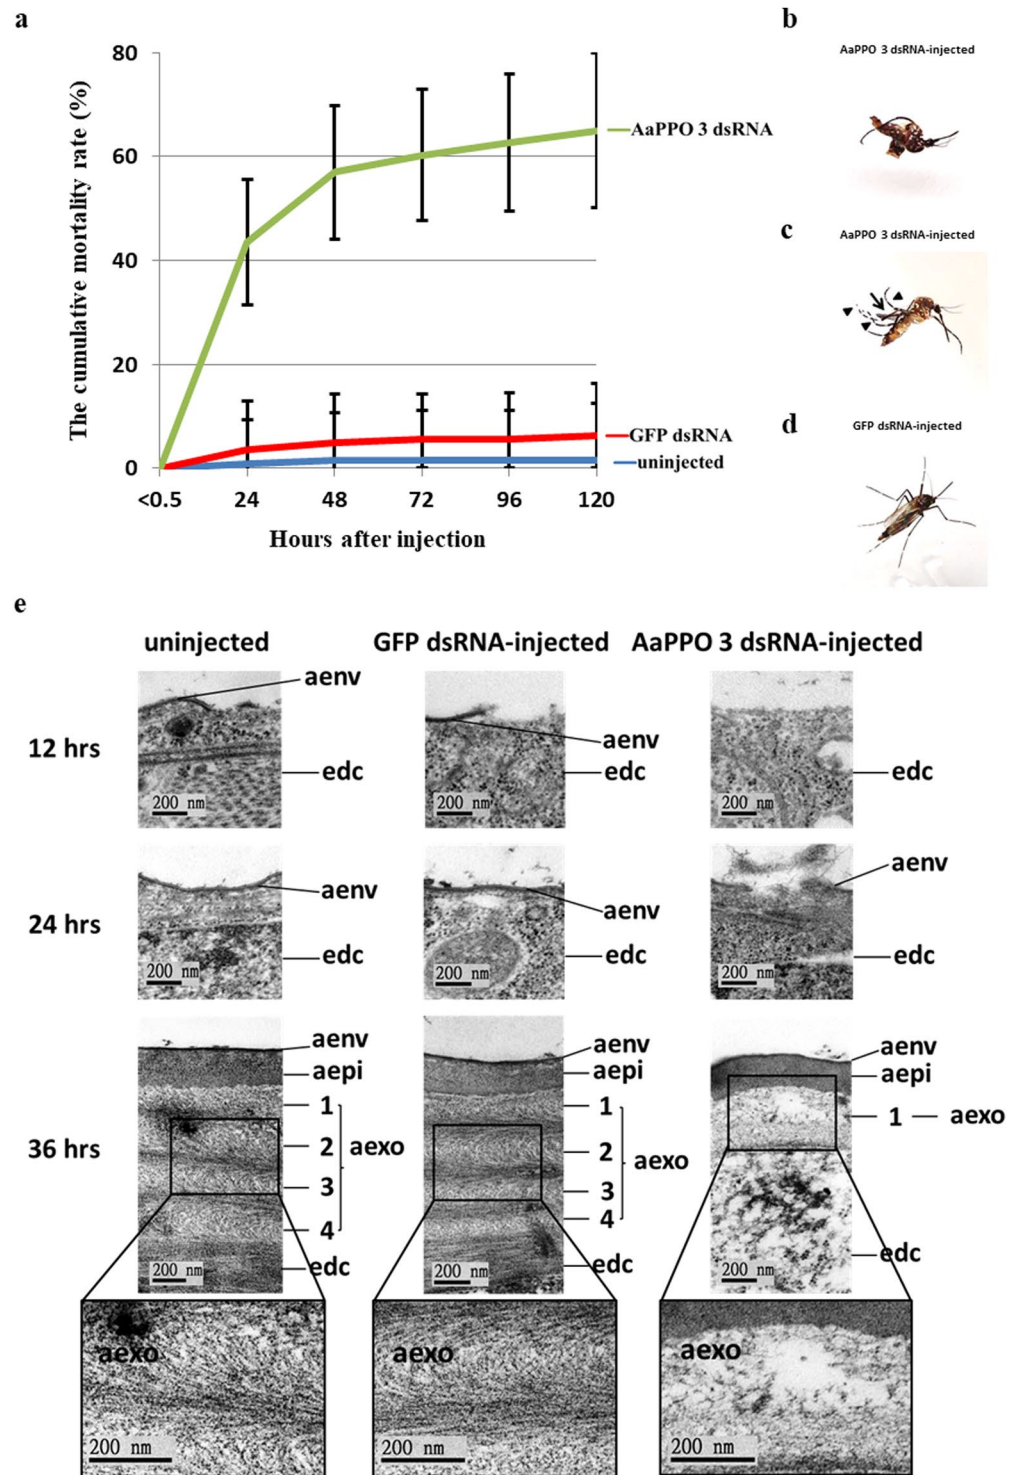 a
The cumulative mortality rate (%)
80
60
40
20
0
<0.5 24 48 72 96 120
Hours after injection
AaPPO 3 dsRNA
GFP dsRNA
uninjected
b
AaPPO 3 dsRNA-injected
c
AaPPO 3 dsRNA-injected
d
GFP dsRNA-injected
e
uninjected GFP dsRNA-injected AaPPO 3 dsRNA-injected
12 hrs
aenv
edc
200 nm
aenv
edc
200 nm
edc
200 nm
24 hrs
aenv
edc
200 nm
aenv
edc
200 nm
aenv
edc
200 nm
36 hrs
aenv
aepi
1
2
3
4
aexo
edc
200 nm
aenv
aepi
1
2
3
4
aexo
edc
200 nm
aenv
aepi
1
aexo
edc
200 nm
aexo
200 nm
aexo
200 nm
aexo
200 nm